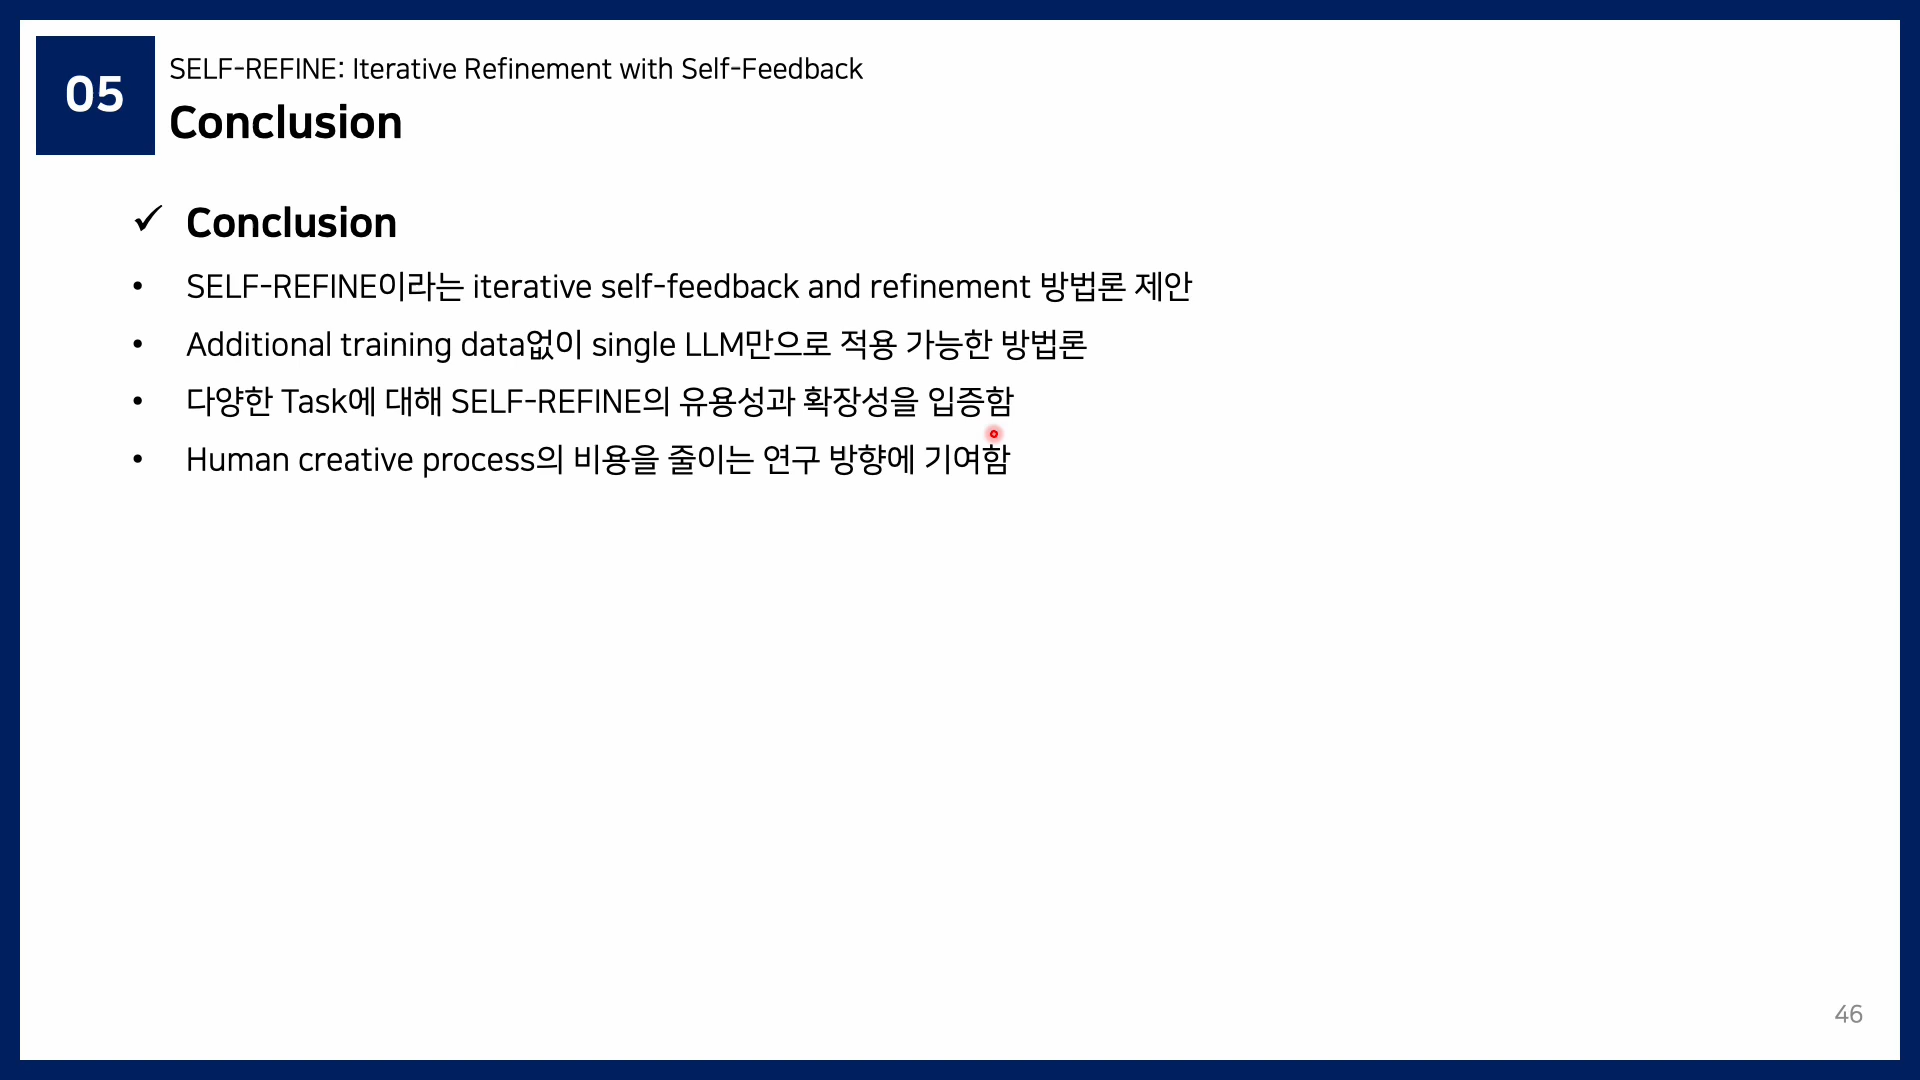 05
SELF-REFINE: Iterative Refinement with Self-Feedback
Conclusion
✓ Conclusion
• SELF-REFINE이라는 iterative self-feedback and refinement 방법론 제안
• Additional training data없이 single LLM만으로 적용 가능한 방법론
• 다양한 Task에 대해 SELF-REFINE의 유용성과 확장성을 입증함
• Human creative process의 비용을 줄이는 연구 방향에 기여함
46